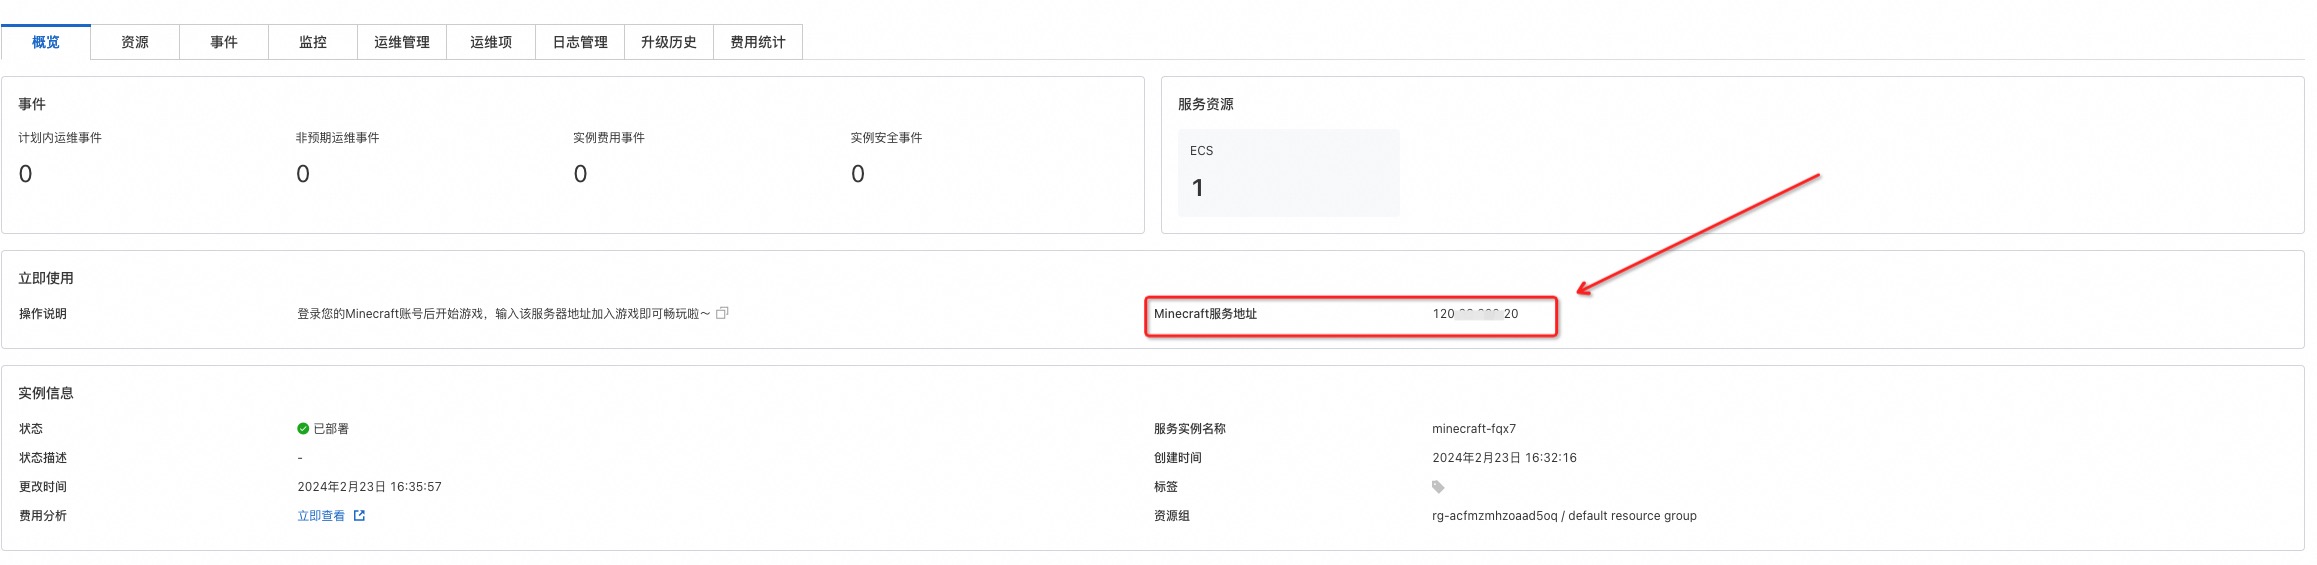 概览 资源 事件 监控 运维管理 运维项 日志管理 升级历史 费用统计
事件
计划内运维事件 非预期运维事件 实例费用事件 实例安全事件
0 0 0 0
服务资源
ECS
1
立即使用
操作说明 登录您的Minecraft账号后开始游戏，输入该服务器地址加入游戏即可畅玩啦～ Minecraft服务地址 120 20
实例信息
状态 已部署 服务实例名称 minecraft-fqx7
状态描述 - 创建时间 2024年2月23日 16:32:16
更改时间 2024年2月23日 16:35:57 标签
费用分析 立即查看 资源组 rg-acfmzmhzoaad5oq / default resource group